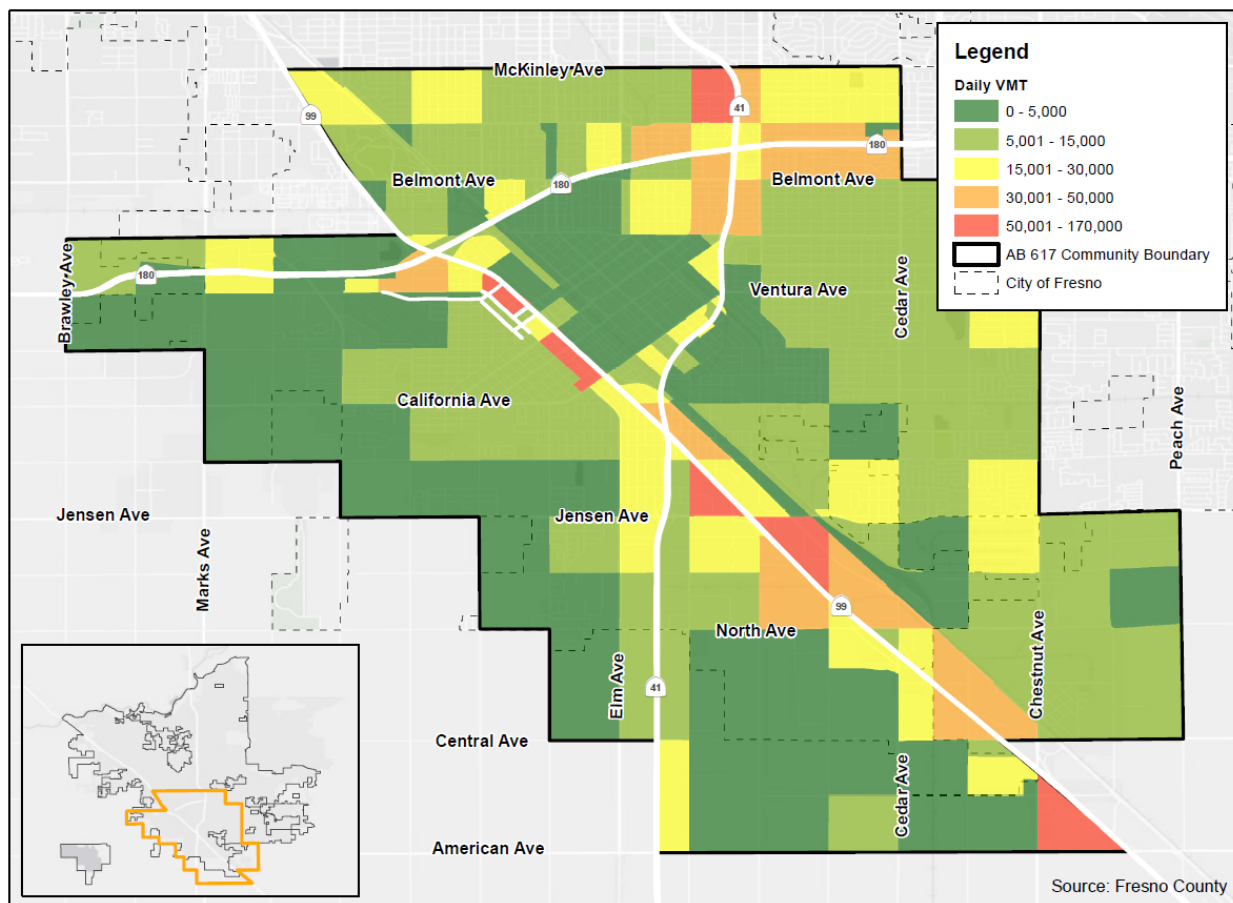 Legend
Daily VMT
0 - 5,000
5,001 - 15,000
15,001 - 30,000
30,001 - 50,000
50,001 - 170,000
AB 617 Community Boundary
City of Fresno
McKinley Ave
99
41
180
180
Belmont Ave
Belmont Ave
Brawley Ave
180
Ventura Ave
Cedar Ave
California Ave
Peach Ave
Jensen Ave
Jensen Ave
Marks Ave
99
North Ave
Chestnut Ave
Elm Ave
41
Central Ave
Cedar Ave
American Ave
Source: Fresno County